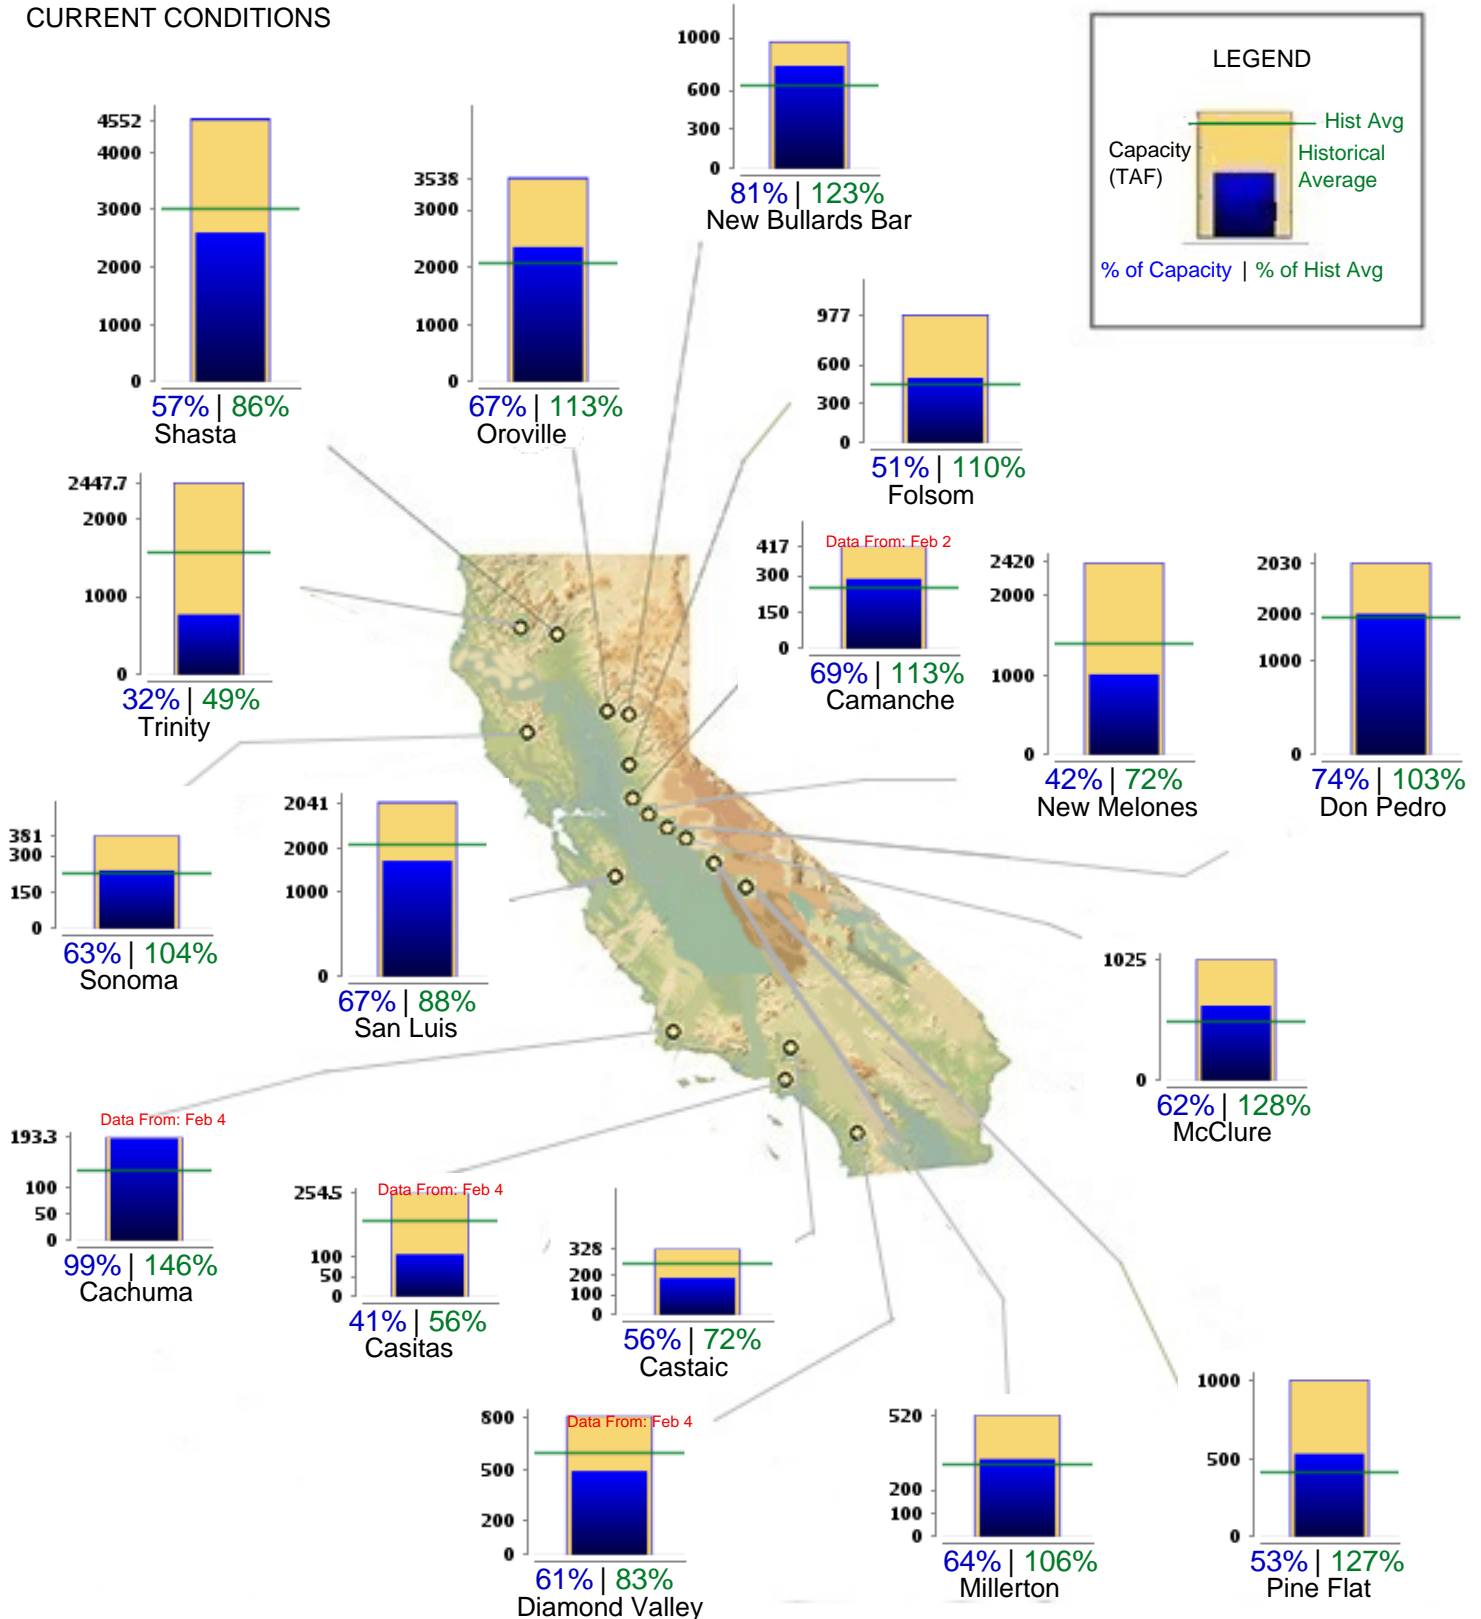 CURRENT CONDITIONS
1000
600
300
0
81% | 123%
New Bullards Bar
LEGEND
Hist Avg
Capacity
(TAF)
Historical
Average
% of Capacity | % of Hist Avg
4552
4000
3000
2000
1000
0
57% | 86%
Shasta
3538
3000
2000
1000
0
67% | 113%
Oroville
977
600
300
0
51% | 110%
Folsom
2447.7
2000
1000
0
32% | 49%
Trinity
417
300
150
0
Data From: Feb 2
69% | 113%
Camanche
2420
2000
1000
0
42% | 72%
New Melones
2030
2000
1000
0
74% | 103%
Don Pedro
381
300
150
0
63% | 104%
Sonoma
2041
2000
1000
0
67% | 88%
San Luis
1025
0
62% | 128%
McClure
Data From: Feb 4
193.3
100
50
0
99% | 146%
Cachuma
Data From: Feb 4
254.5
100
50
0
41% | 56%
Casitas
328
200
100
0
56% | 72%
Castaic
800
500
200
0
Data From: Feb 4
61% | 83%
Diamond Valley
520
200
100
0
64% | 106%
Millerton
1000
500
0
53% | 127%
Pine Flat